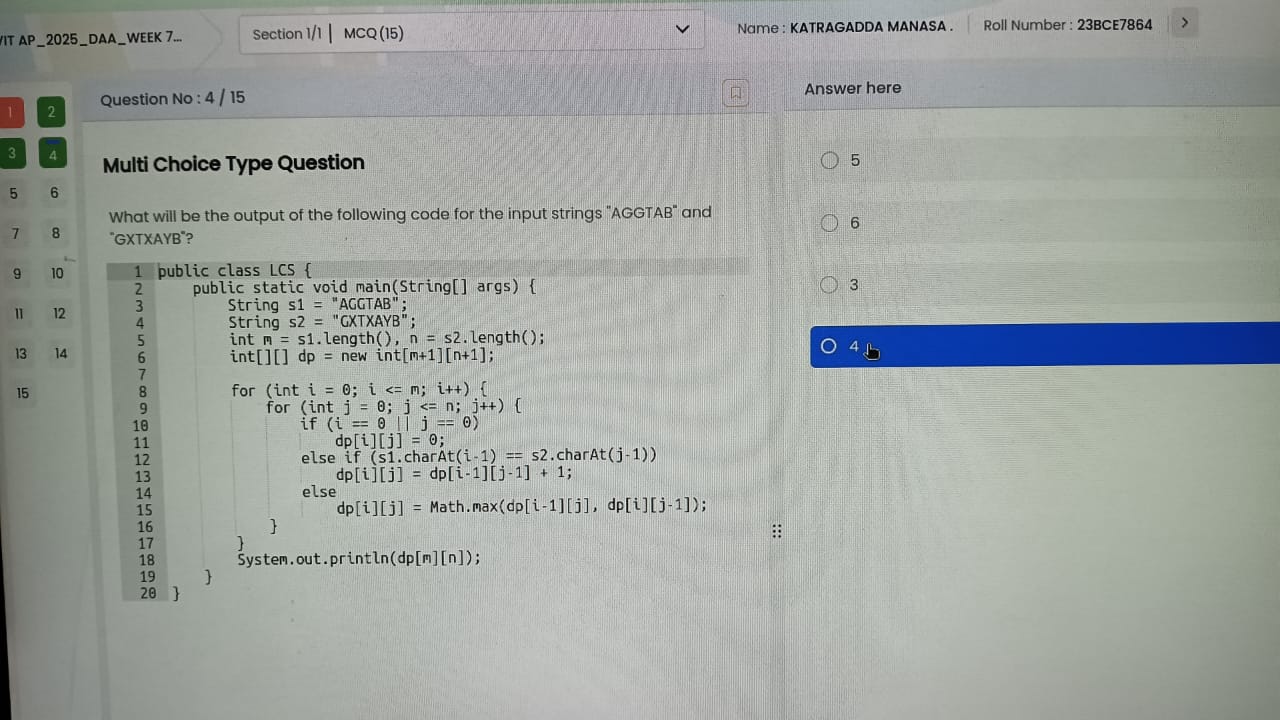 VIT AP_2025_DAA_WEEK 7...
Section 1/1 | MCQ (15)
Name : KATRAGADDA MANASA .
Roll Number : 23BCE7864
1 2
3 4
5 6
7 8
9 10
11 12
13 14
15
Question No : 4 / 15
Multi Choice Type Question
What will be the output of the following code for the input strings "AGGTAB" and
"GXTXAYB"?
1 public class LCS {
2 public static void main(String[] args) {
3 String s1 = "AGGTAB";
4 String s2 = "GXTXAYB";
5 int m = s1.length(), n = s2.length();
6 int[][] dp = new int[m+1][n+1];
7
8 for (int i = 0; i <= m; i++) {
9 for (int j = 0; j <= n; j++) {
10 if (i == 0 || j == 0)
11 dp[i][j] = 0;
12 else if (s1.charAt(i-1) == s2.charAt(j-1))
13 dp[i][j] = dp[i-1][j-1] + 1;
14 else
15 dp[i][j] = Math.max(dp[i-1][j], dp[i][j-1]);
16 }
17 }
18 System.out.println(dp[m][n]);
19 }
20 }
Answer here
5
6
3
4